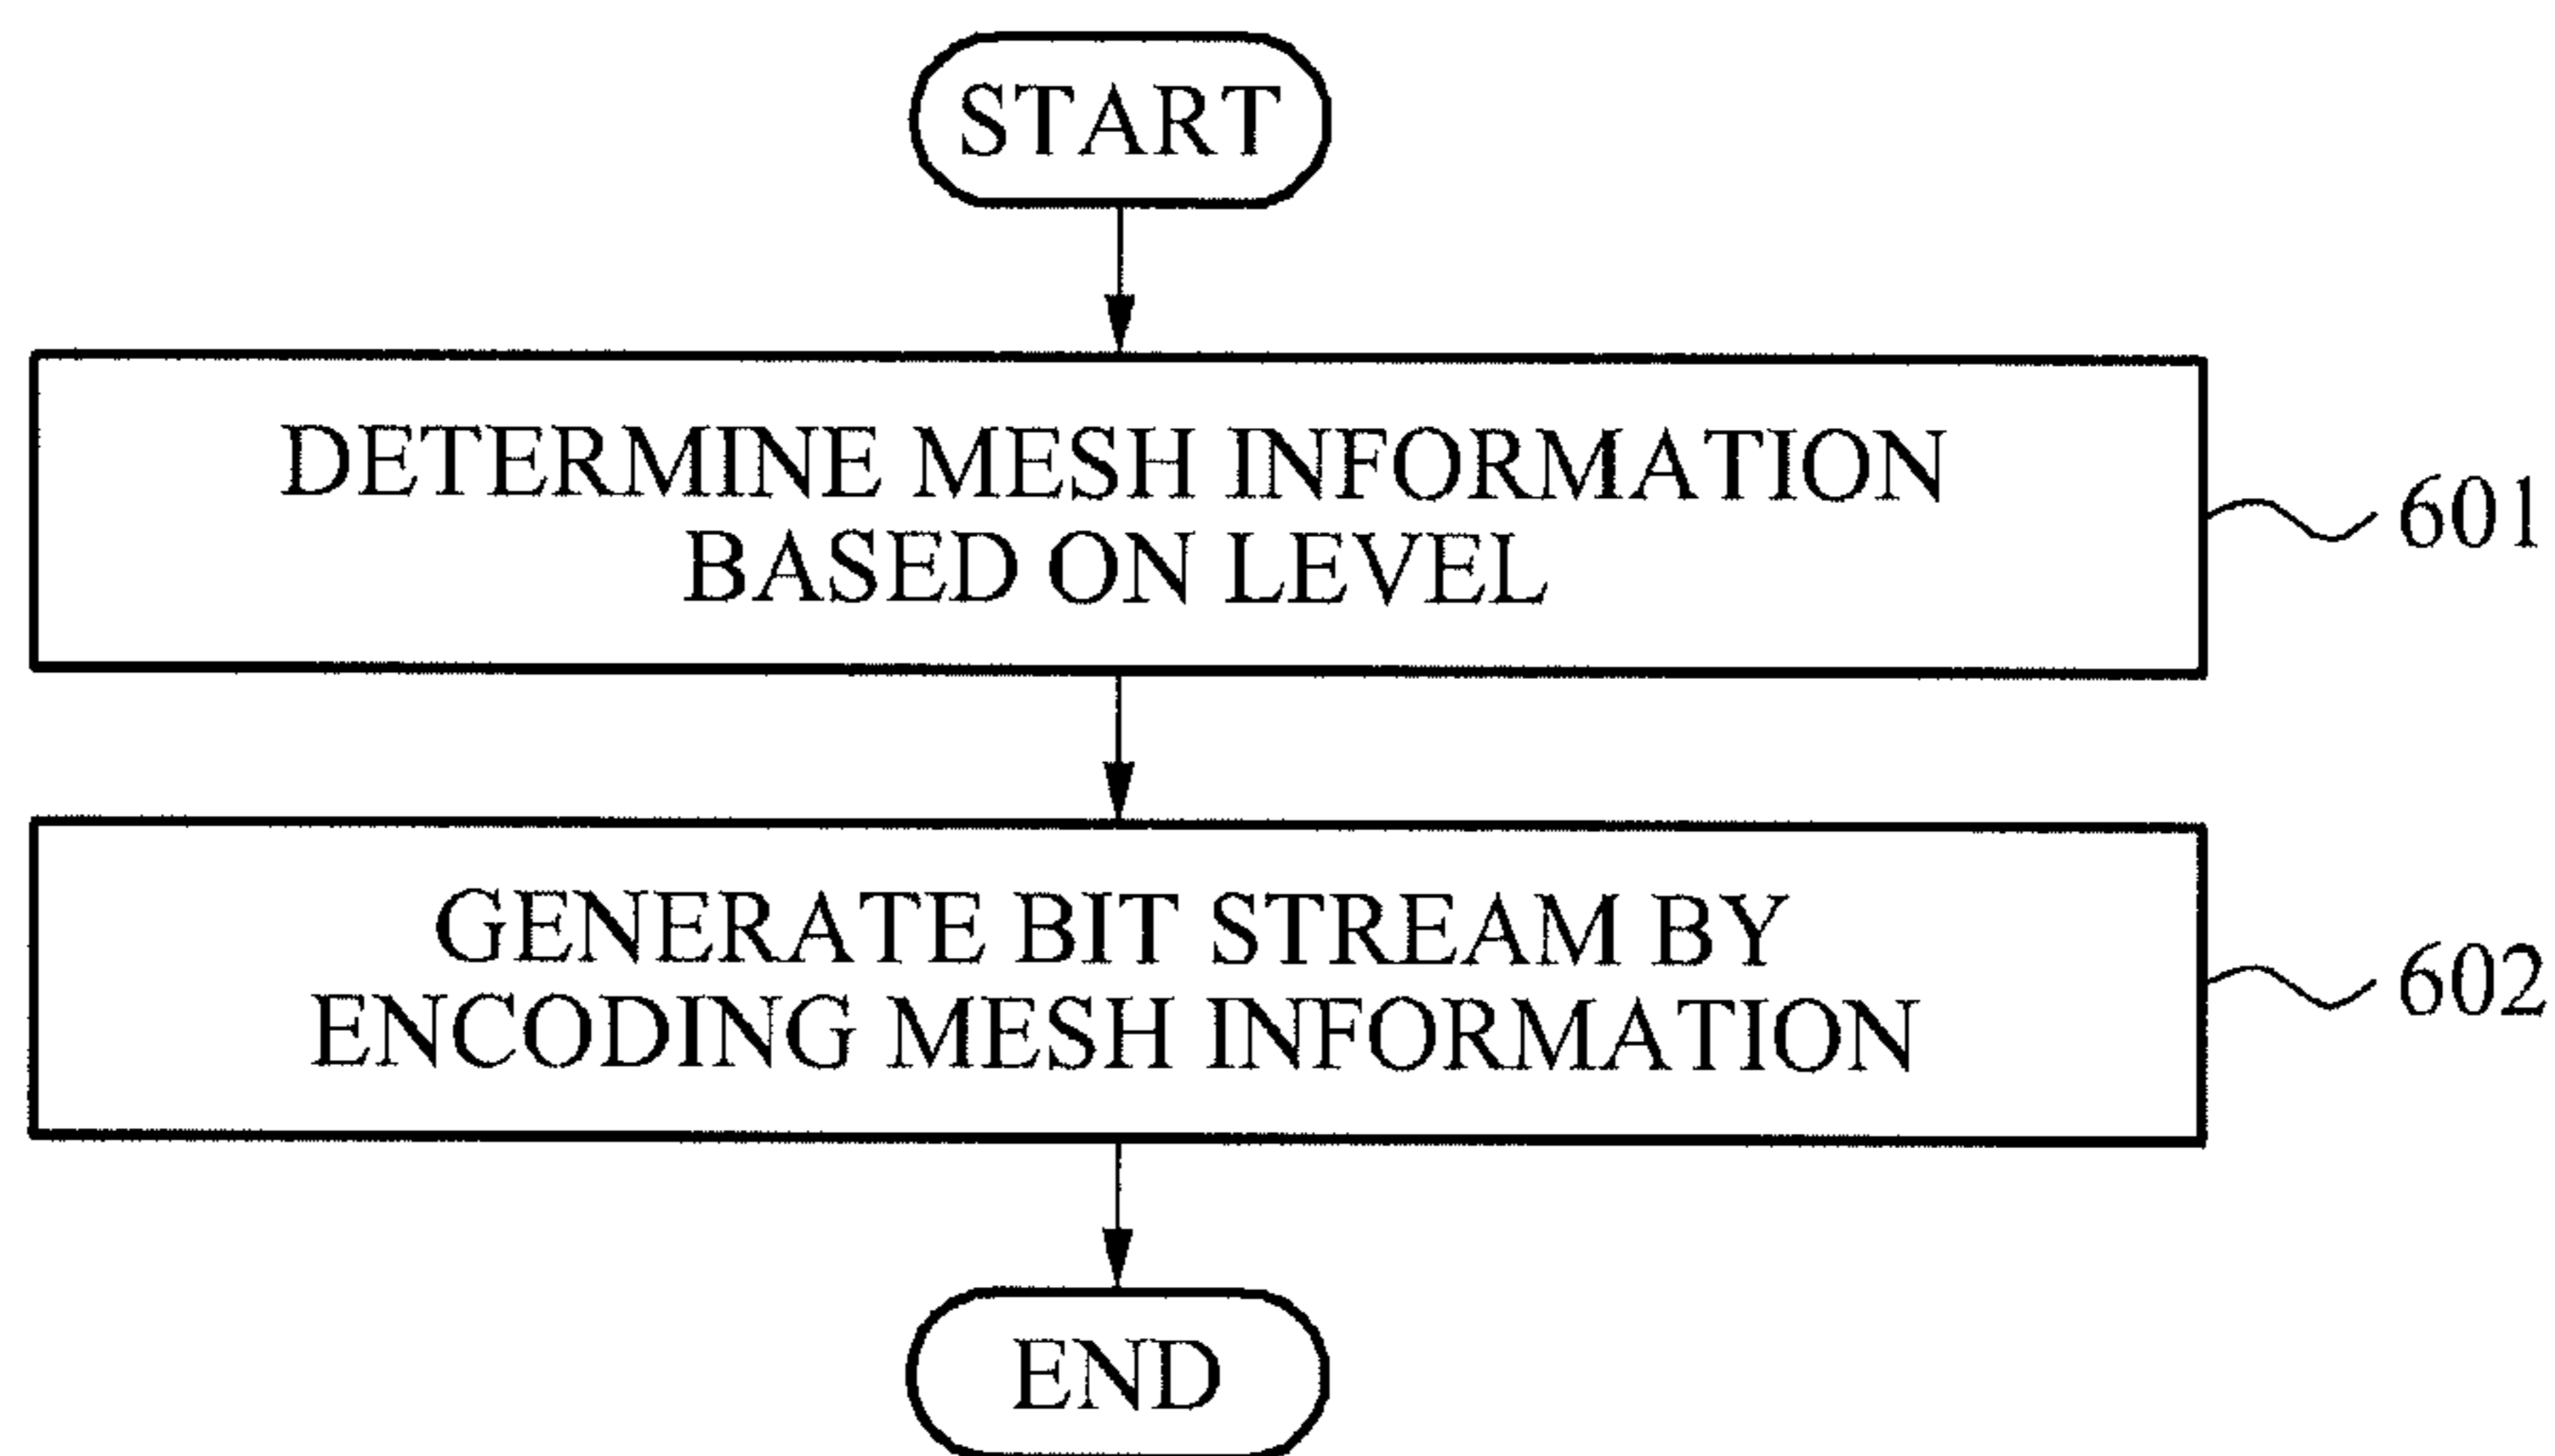 START
DETERMINE MESH INFORMATION
BASED ON LEVEL
601
GENERATE BIT STREAM BY
ENCODING MESH INFORMATION
602
END